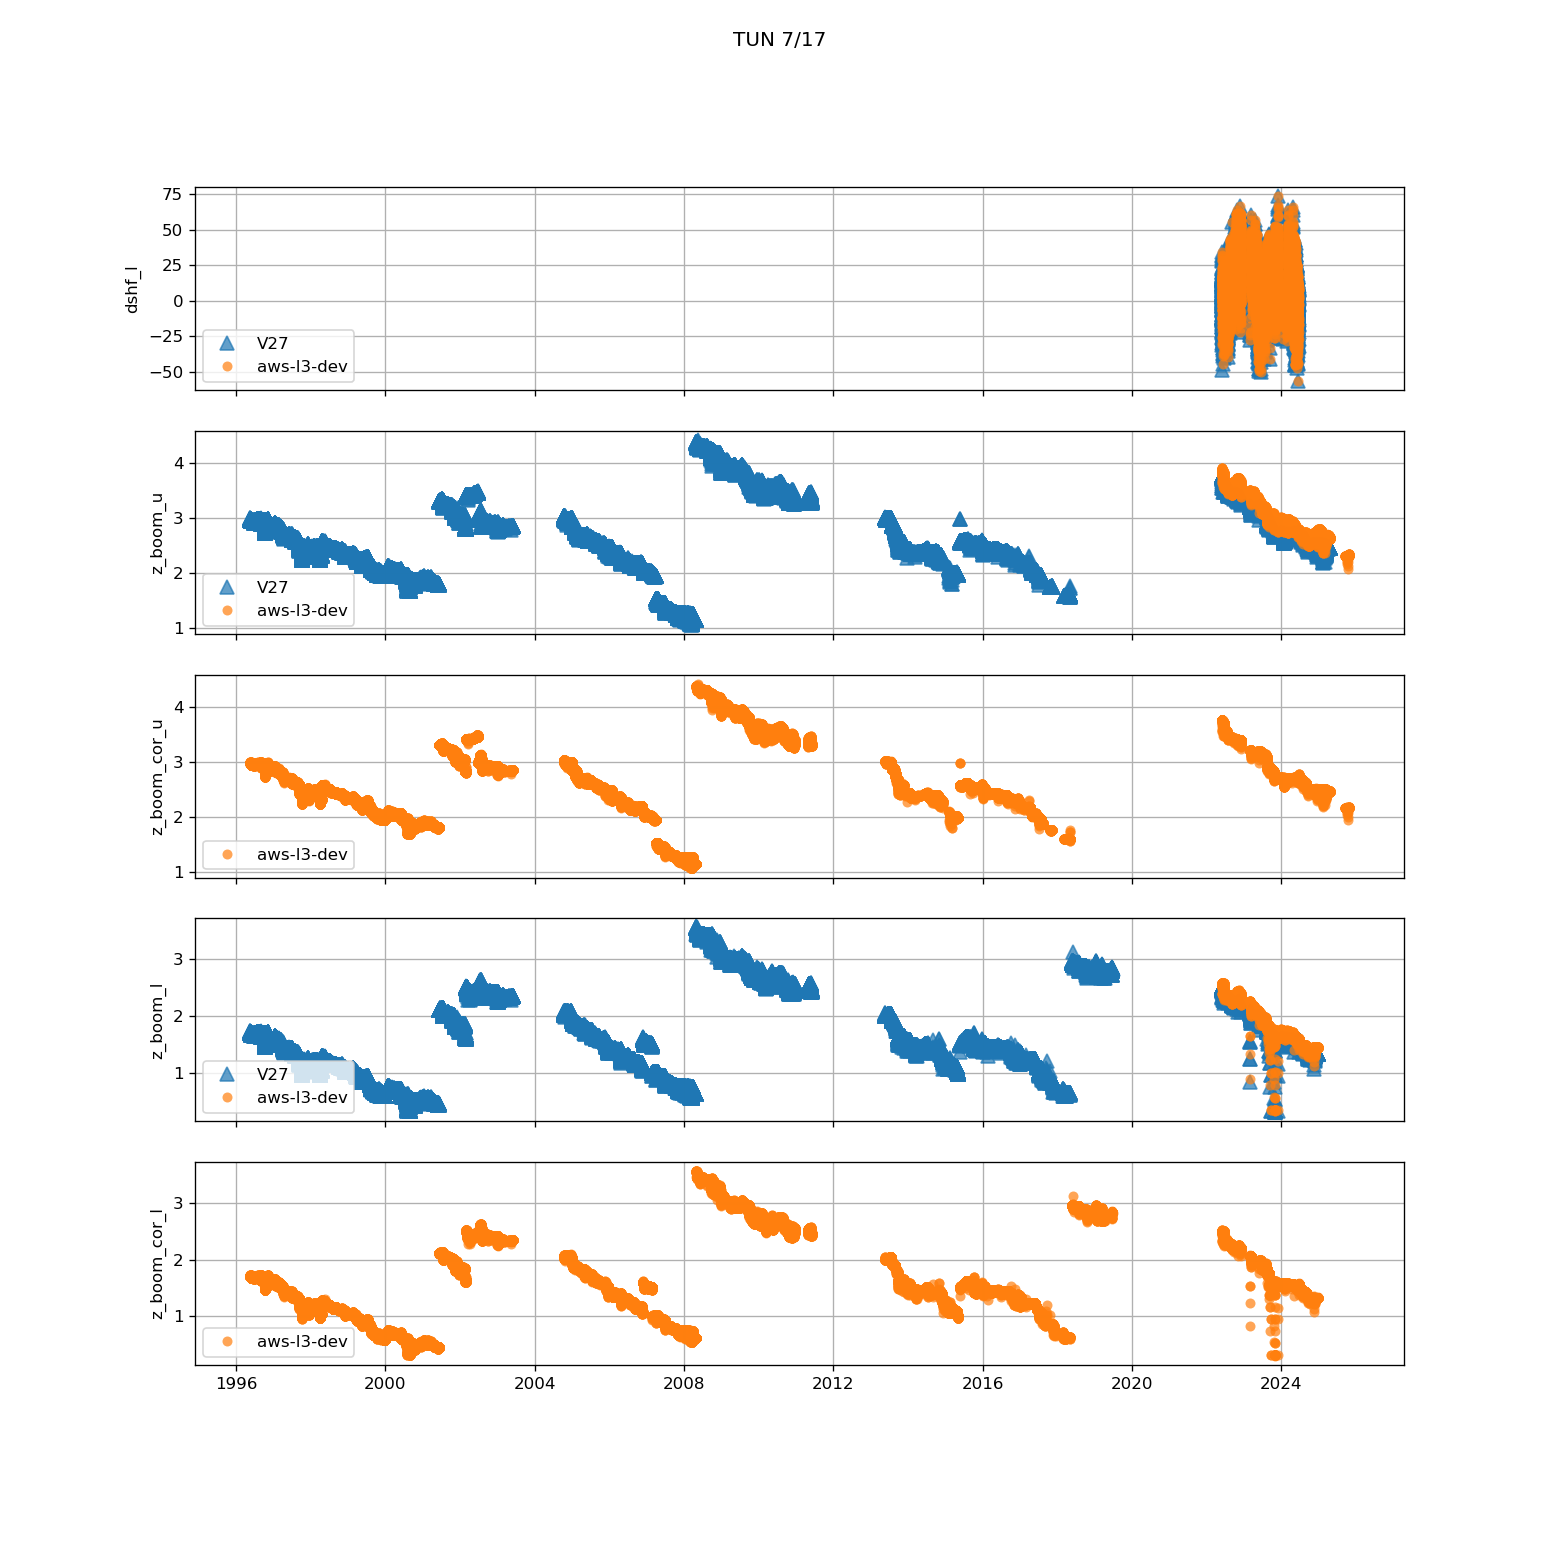 TUN 7/17
75
50
25
0
−25
−50
dshf_l
V27
aws-l3-dev
4
3
2
1
z_boom_u
V27
aws-l3-dev
4
3
2
1
z_boom_cor_u
aws-l3-dev
3
2
1
z_boom_l
V27
aws-l3-dev
3
2
1
z_boom_cor_l
aws-l3-dev
1996 2000 2004 2008 2012 2016 2020 2024